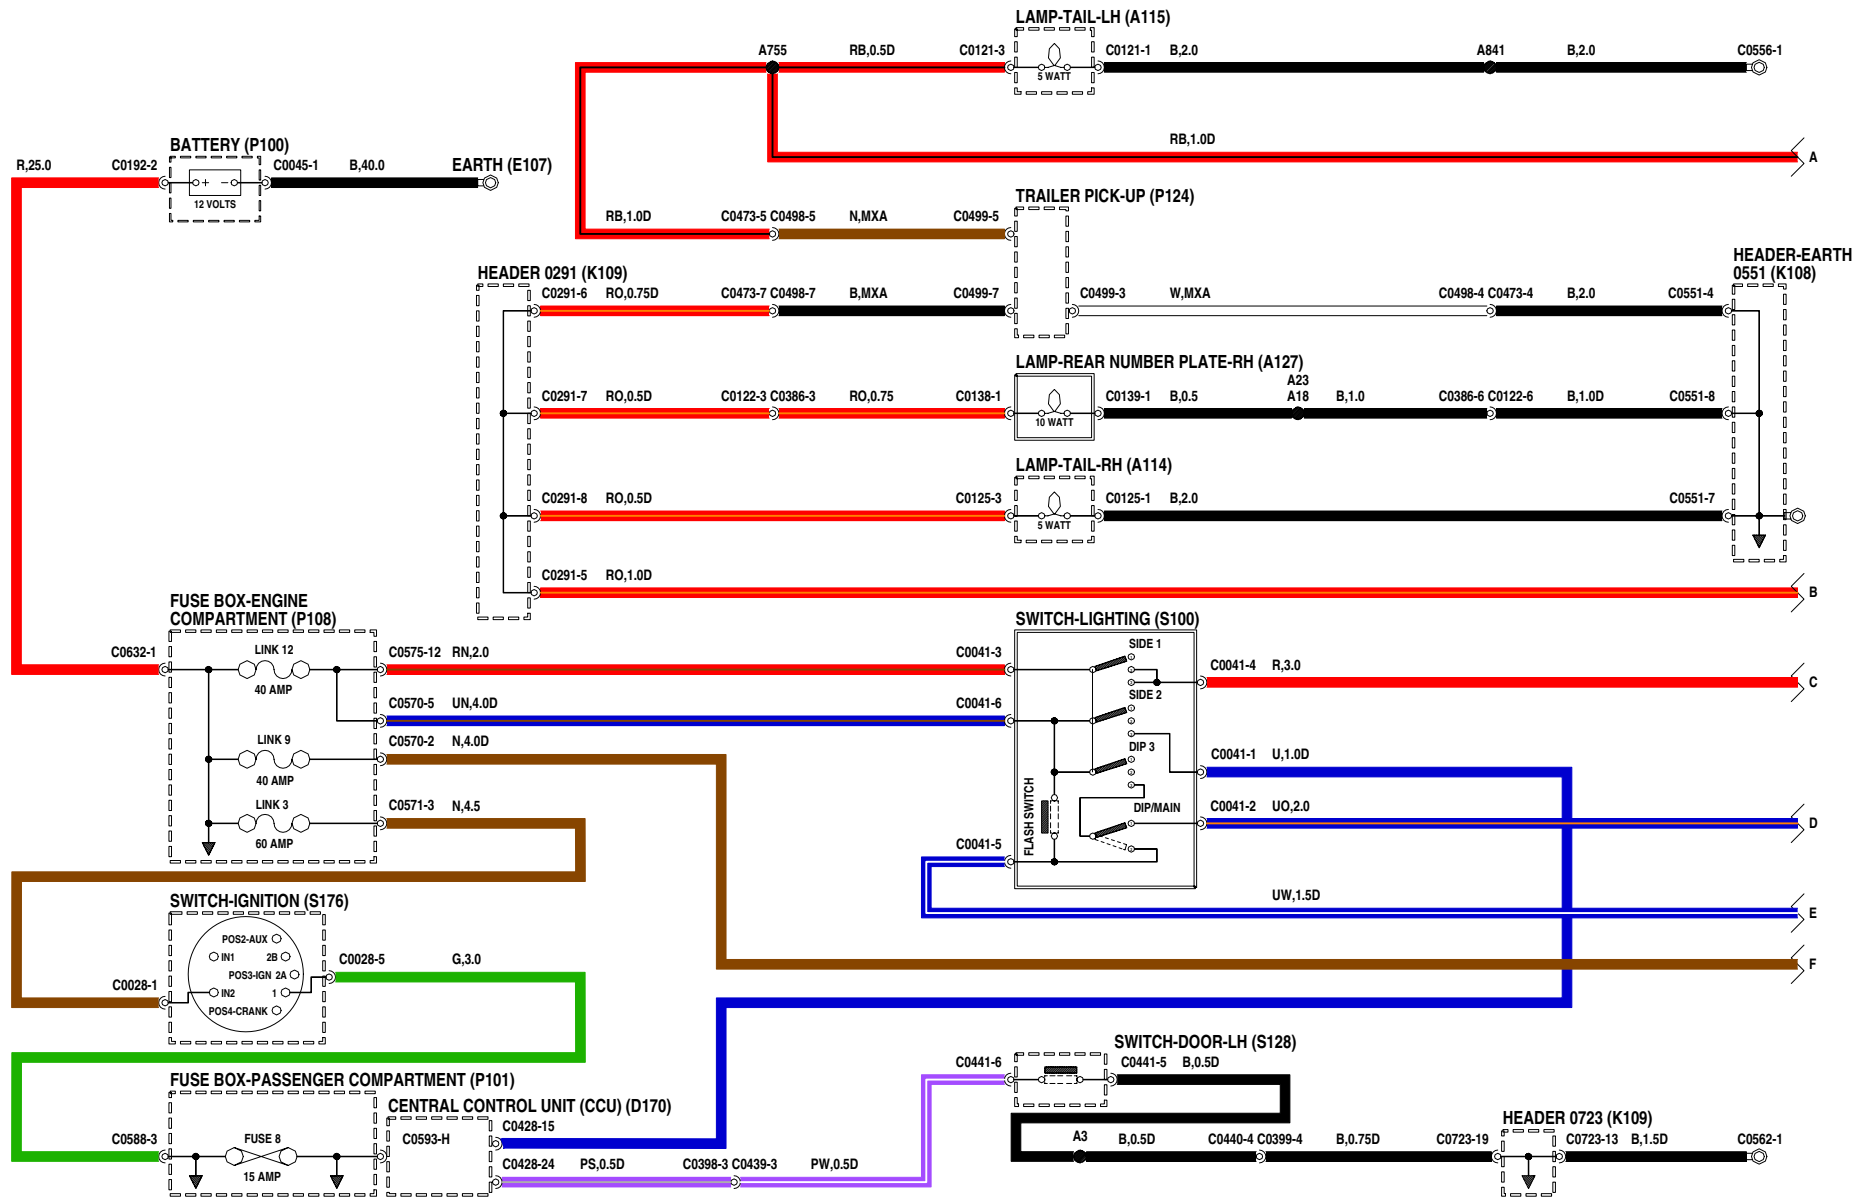 LAMP-TAIL-LH (A115)
A755 RB,0.5D C0121-3 C0121-1 B,2.0 A841 B,2.0 C0556-1
5 WATT
RB,1.0D
A
BATTERY (P100)
R,25.0 C0192-2 C0045-1 B,40.0 EARTH (E107)
+ −
12 VOLTS
TRAILER PICK-UP (P124)
RB,1.0D C0473-5 C0498-5 N,MXA C0499-5
HEADER-EARTH
0551 (K108)
HEADER 0291 (K109)
C0291-6 RO,0.75D C0473-7 C0498-7 B,MXA C0499-7 C0499-3 W,MXA C0498-4 C0473-4 B,2.0 C0551-4
LAMP-REAR NUMBER PLATE-RH (A127)
A23
C0291-7 RO,0.5D C0122-3 C0386-3 RO,0.75 C0138-1 C0139-1 B,0.5 A18 B,1.0 C0386-6 C0122-6 B,1.0D C0551-8
10 WATT
LAMP-TAIL-RH (A114)
C0291-8 RO,0.5D C0125-3 C0125-1 B,2.0 C0551-7
5 WATT
C0291-5 RO,1.0D
B
FUSE BOX-ENGINE
COMPARTMENT (P108)
SWITCH-LIGHTING (S100)
C0632-1 LINK 12 C0575-12 RN,2.0 C0041-3 SIDE 1 C0041-4 R,3.0
40 AMP
C
SIDE 2
C0570-5 UN,4.0D C0041-6
LINK 9 C0570-2 N,4.0D DIP 3 C0041-1 U,1.0D
40 AMP
LINK 3 C0571-3 N,4.5 DIP/MAIN C0041-2 UO,2.0
60 AMP
D
FLASH SWITCH
C0041-5
UW,1.5D
E
SWITCH-IGNITION (S176)
POS2-AUX
IN1 2B
POS3-IGN 2A
C0028-1 IN2 1
POS4-CRANK
C0028-5 G,3.0
F
SWITCH-DOOR-LH (S128)
C0441-6 C0441-5 B,0.5D
FUSE BOX-PASSENGER COMPARTMENT (P101)
CENTRAL CONTROL UNIT (CCU) (D170)
HEADER 0723 (K109)
C0588-3 FUSE 8 C0593-H C0428-15
15 AMP
A3 B,0.5D C0440-4 C0399-4 B,0.75D C0723-19 C0723-13 B,1.5D C0562-1
C0428-24 PS,0.5D C0398-3 C0439-3 PW,0.5D